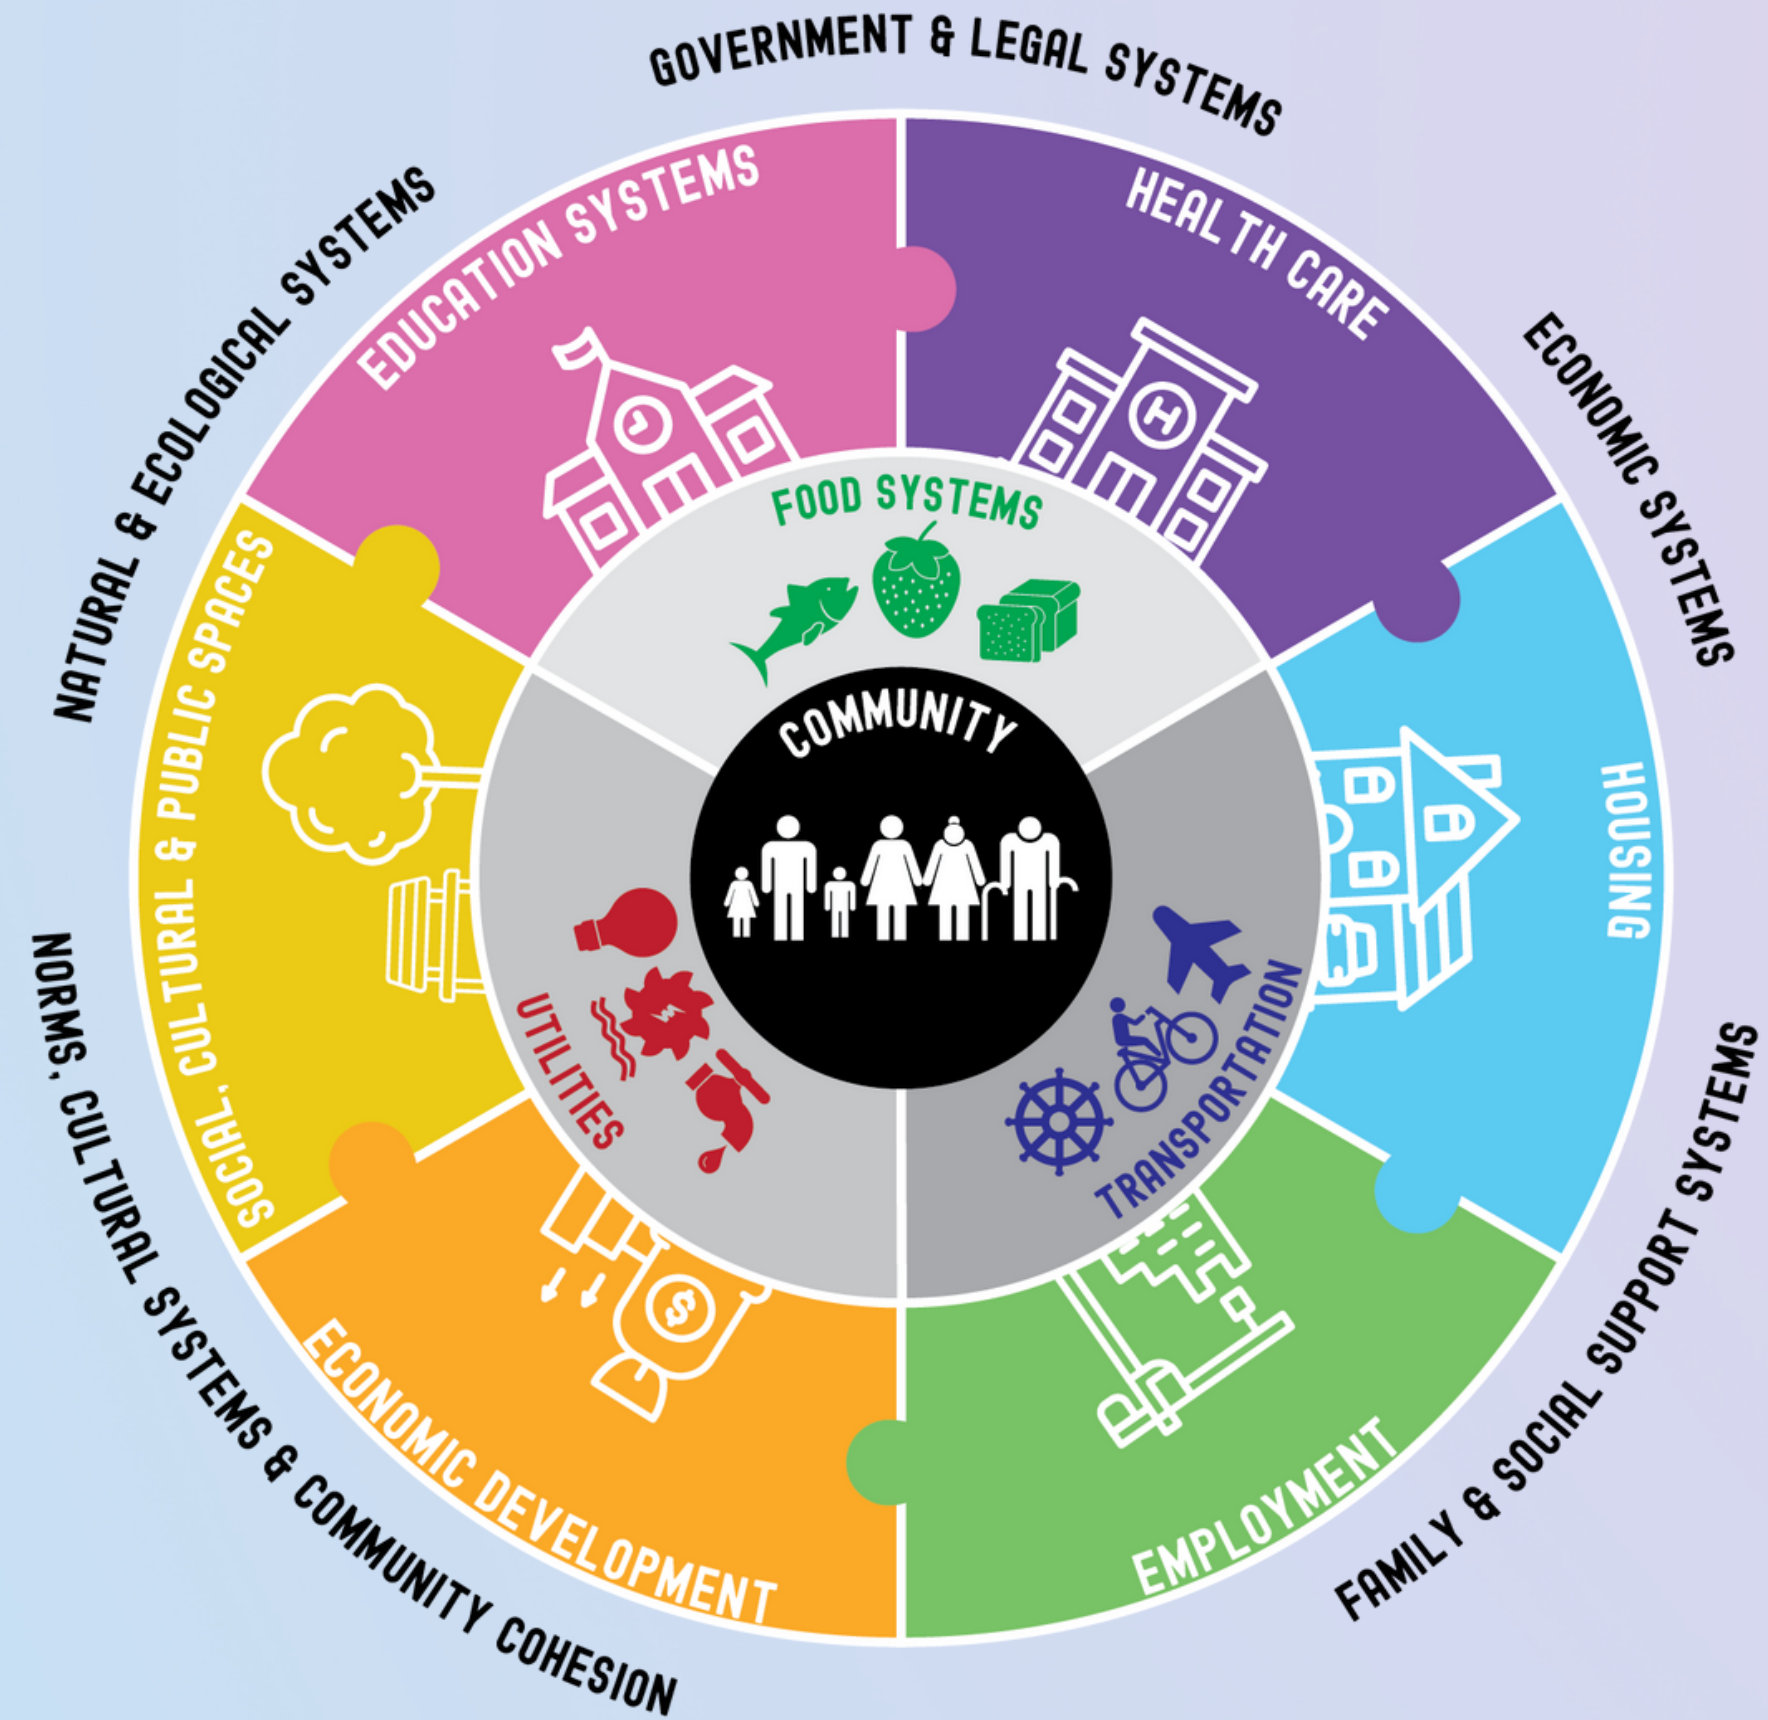 GOVERNMENT & LEGAL SYSTEMS
ECONOMIC SYSTEMS
FAMILY & SOCIAL SUPPORT SYSTEMS
NORMS, CULTURAL SYSTEMS & COMMUNITY COHESION
NATURAL & ECOLOGICAL SYSTEMS
EDUCATION SYSTEMS
HEALTH CARE
H
HOUSING
EMPLOYMENT
ECONOMIC DEVELOPMENT
$
SOCIAL, CULTURAL & PUBLIC SPACES
FOOD SYSTEMS
TRANSPORTATION
UTILITIES
COMMUNITY